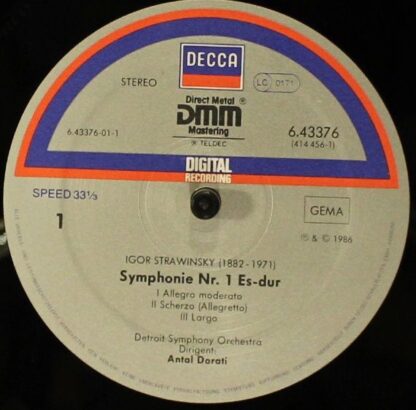 DECCA
STEREO
LC 0171
Direct Metal ®
DMM
Mastering
® TELDEC
6.43376-01-1
6.43376
(414 456-1)
DIGITAL
RECORDING
SPEED 33⅓
GEMA
1
℗ & © 1986
IGOR STRAWINSKY (1882-1971)
Symphonie Nr. 1 Es-dur
I Allegro moderato
II Scherzo (Allegretto)
III Largo
Detroit Symphony Orchestra
Dirigent:
Antal Dorati